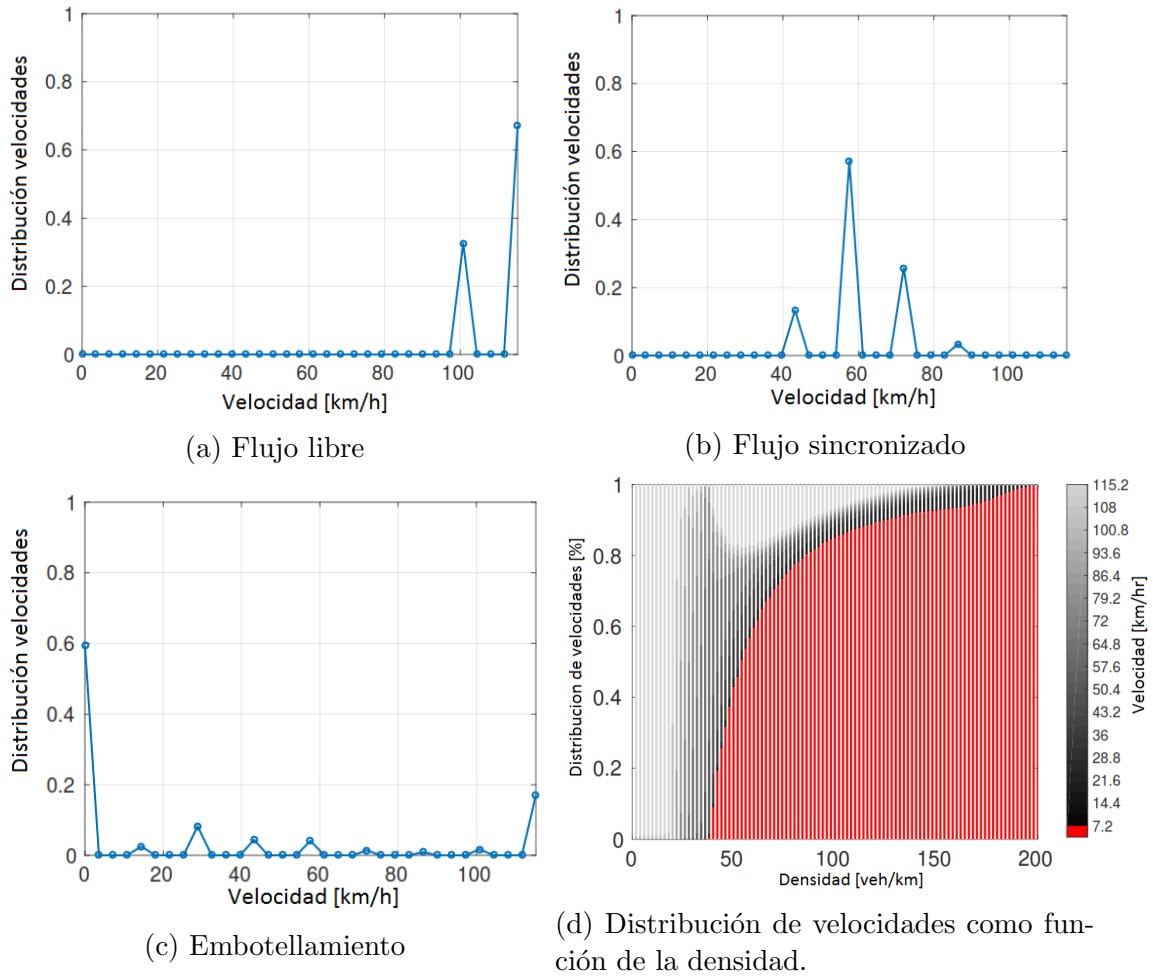 1
0.8
0.6
0.4
0.2
0
Distribución velocidades
0 20 40 60 80 100
Velocidad [km/h]
(a) Flujo libre
1
0.8
0.6
0.4
0.2
0
Distribución velocidades
0 20 40 60 80 100
Velocidad [km/h]
(b) Flujo sincronizado
1
0.8
0.6
0.4
0.2
0
Distribución velocidades
0 20 40 60 80 100
Velocidad [km/h]
(c) Embotellamiento
1
0.8
0.6
0.4
0.2
0
Distribucion de velocidades [%]
0 50 100 150 200
Densidad [veh/km]
115.2
108
100.8
93.6
86.4
79.2
72
64.8
57.6
50.4
43.2
36
28.8
21.6
14.4
7.2
Velocidad [km/hr]
(d) Distribución de velocidades como fun-
ción de la densidad.